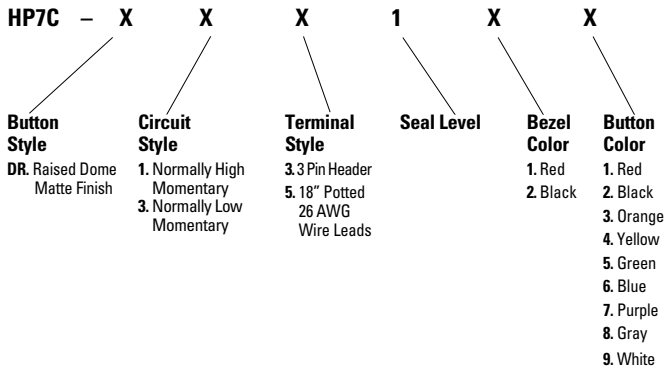 HP7C – X X X 1 X X
Button Style
DR. Raised Dome
Matte Finish
Circuit Style
1. Normally High
Momentary
3. Normally Low
Momentary
Terminal Style
3. 3 Pin Header
5. 18" Potted
26 AWG
Wire Leads
Seal Level
Bezel Color
1. Red
2. Black
Button Color
1. Red
2. Black
3. Orange
4. Yellow
5. Green
6. Blue
7. Purple
8. Gray
9. White